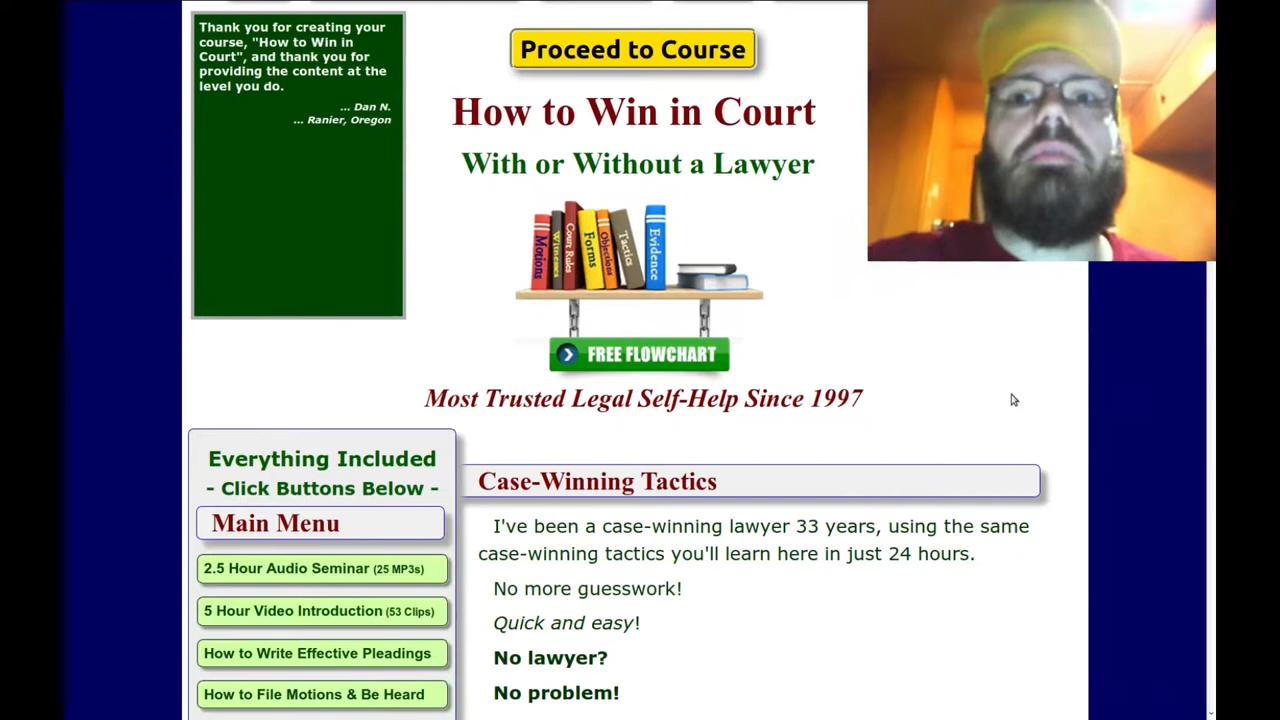 Thank you for creating your
course, "How to Win in
Court", and thank you for
providing the content at the
level you do.
... Dan N.
... Ranier, Oregon
Proceed to Course
How to Win in Court
With or Without a Lawyer
Motions
Witnesses
Court Rules
Forms
Objections
Tactics
Evidence
FREE FLOWCHART
Most Trusted Legal Self-Help Since 1997
Everything Included
- Click Buttons Below -
Main Menu
2.5 Hour Audio Seminar (25 MP3s)
5 Hour Video Introduction (53 Clips)
How to Write Effective Pleadings
How to File Motions & Be Heard
Case-Winning Tactics
I've been a case-winning lawyer 33 years, using the same
case-winning tactics you'll learn here in just 24 hours.
No more guesswork!
Quick and easy!
No lawyer?
No problem!